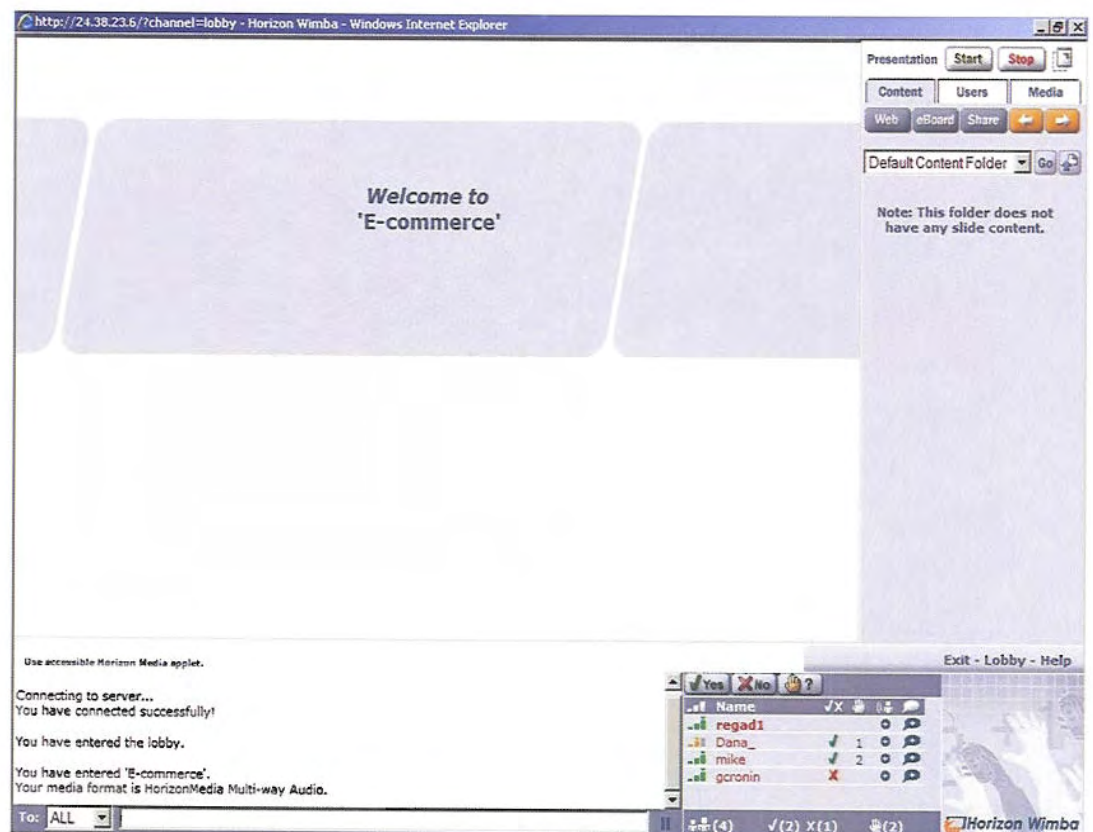 http://24.38.23.6/?channel=lobby - Horizon Wimba - Windows Internet Explorer
Presentation Start Stop
Content Users Media
Web eBoard Share
Default Content Folder Go
Note: This folder does not
have any slide content.
Welcome to
'E-commerce'
Exit - Lobby - Help
Use accessible Horizon Media applet.
Connecting to server...
You have connected successfully!
You have entered the lobby.
You have entered 'E-commerce'.
Your media format is HorizonMedia Multi-way Audio.
To: ALL
Yes No ?
Name √X
regad1
Dana_ 1
mike 2
gcronin
(4) √(2) X(1) (2)
Horizon Wimba